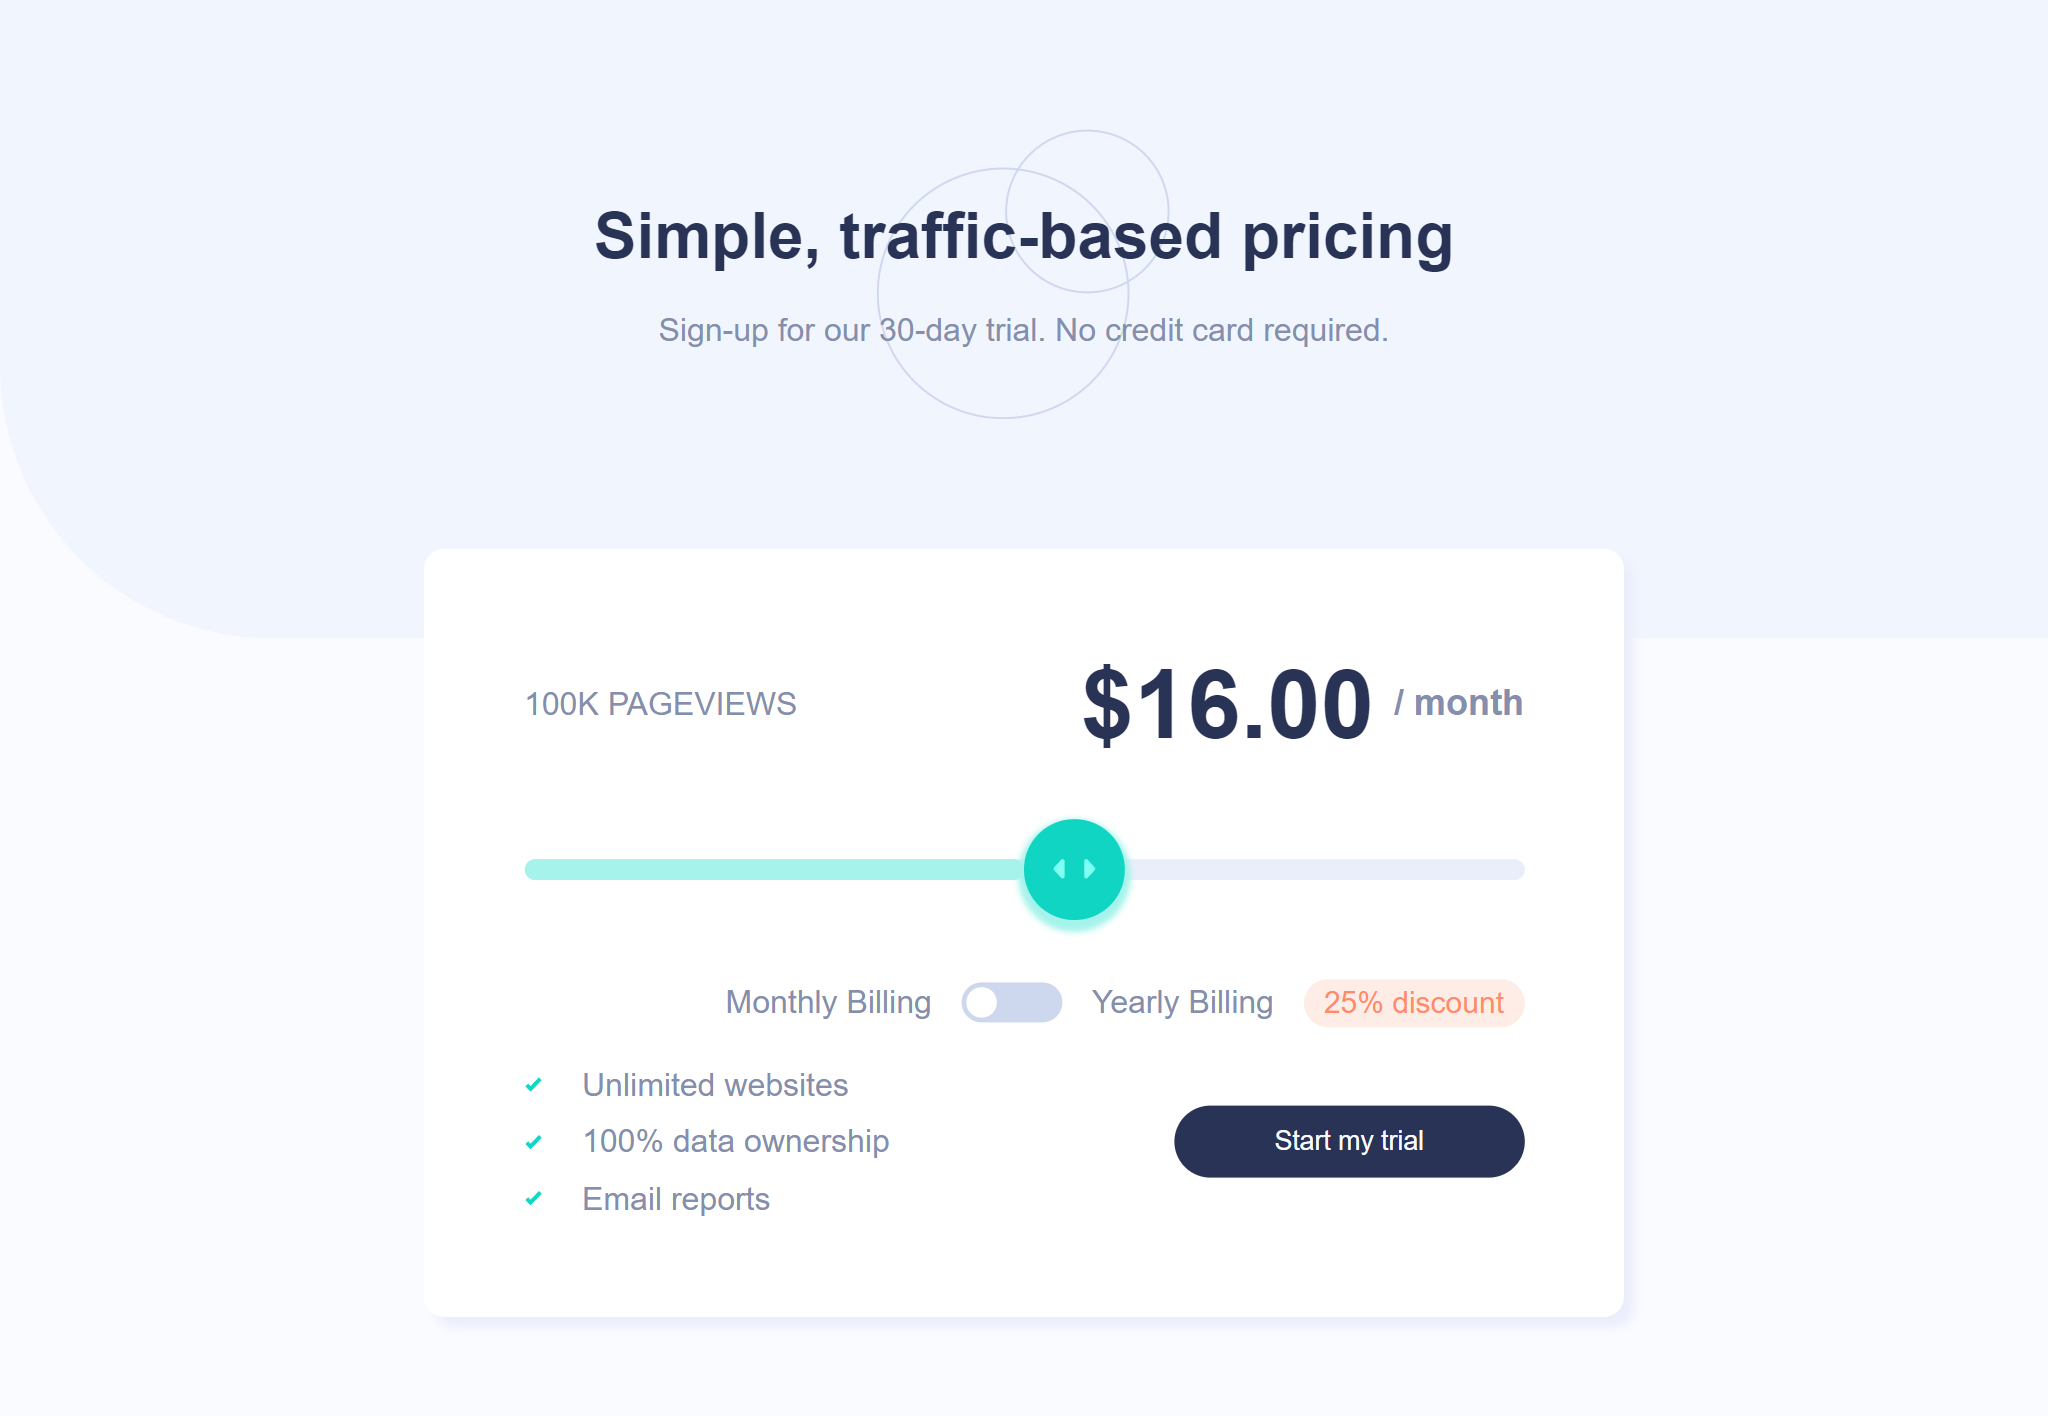 Simple, traffic-based pricing
Sign-up for our 30-day trial. No credit card required.
100K PAGEVIEWS
$16.00 / month
Monthly Billing Yearly Billing 25% discount
Unlimited websites
100% data ownership
Email reports
Start my trial